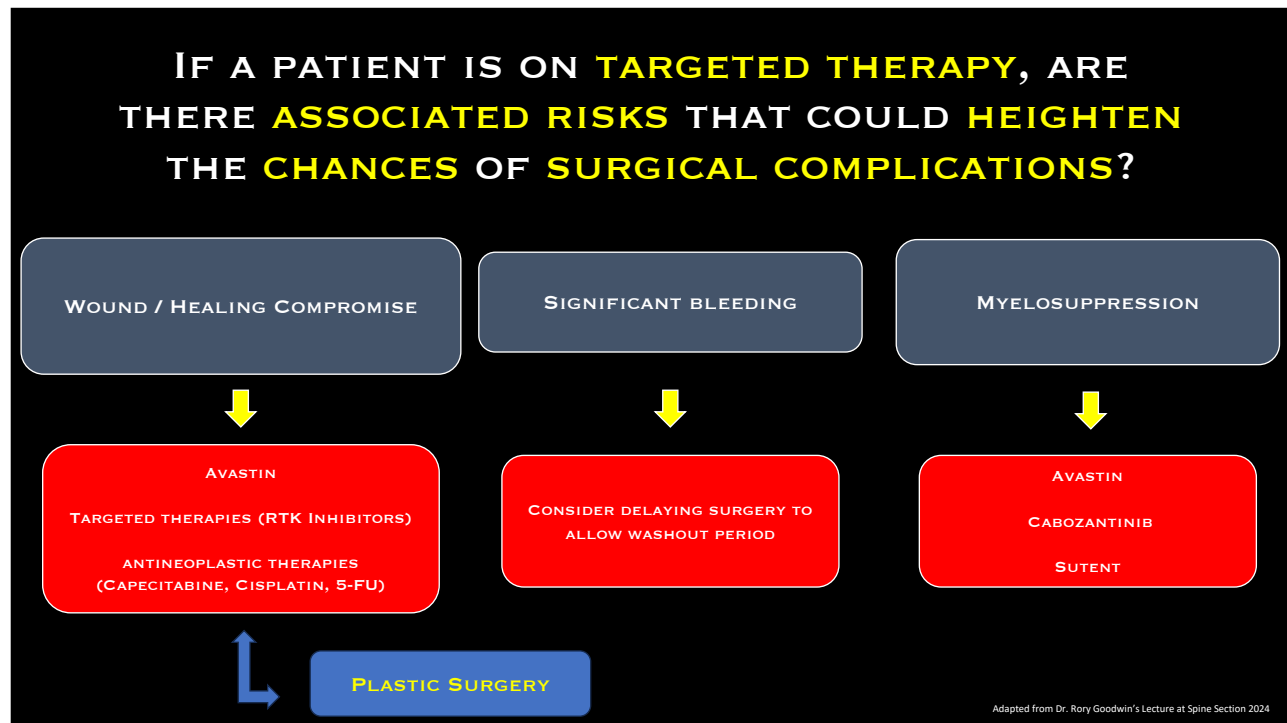 IF A PATIENT IS ON TARGETED THERAPY, ARE
THERE ASSOCIATED RISKS THAT COULD HEIGHTEN
THE CHANCES OF SURGICAL COMPLICATIONS?
WOUND / HEALING COMPROMISE
SIGNIFICANT BLEEDING
MYELOSUPPRESSION
AVASTIN
TARGETED THERAPIES (RTK INHIBITORS)
ANTINEOPLASTIC THERAPIES
(CAPECITABINE, CISPLATIN, 5-FU)
CONSIDER DELAYING SURGERY TO
ALLOW WASHOUT PERIOD
AVASTIN
CABOZANTINIB
SUTENT
PLASTIC SURGERY
Adapted from Dr. Rory Goodwin's Lecture at Spine Section 2024